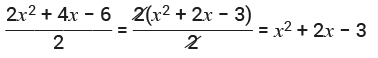 (2x² + 4x − 6)/2 = 2(x² + 2x − 3)/2 = x² + 2x − 3